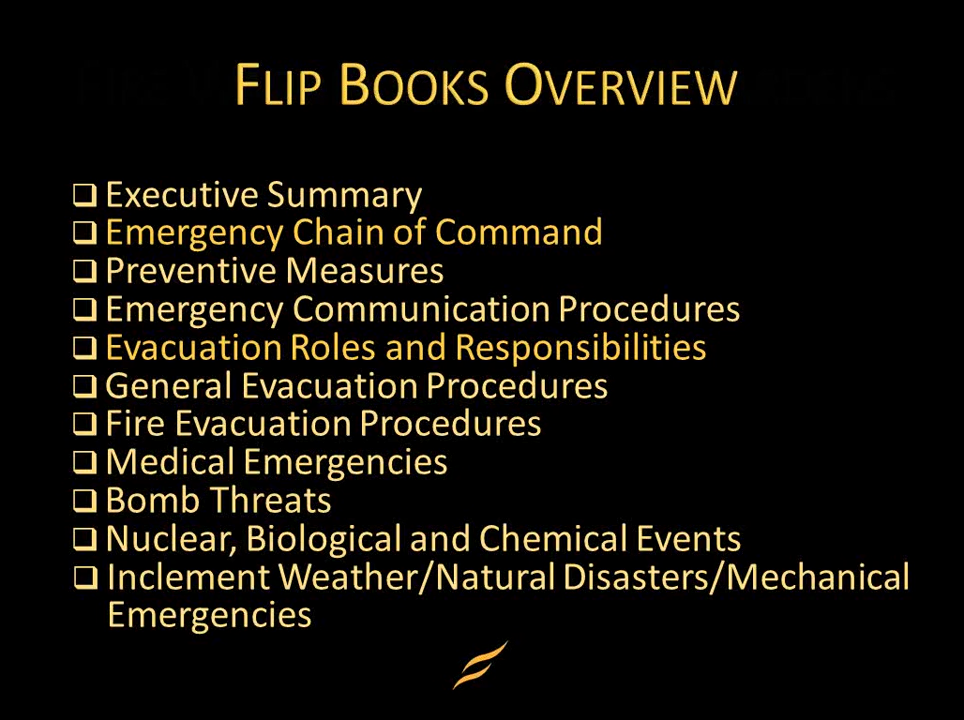 FLIP BOOKS OVERVIEW
Executive Summary
Emergency Chain of Command
Preventive Measures
Emergency Communication Procedures
Evacuation Roles and Responsibilities
General Evacuation Procedures
Fire Evacuation Procedures
Medical Emergencies
Bomb Threats
Nuclear, Biological and Chemical Events
Inclement Weather/Natural Disasters/Mechanical
Emergencies